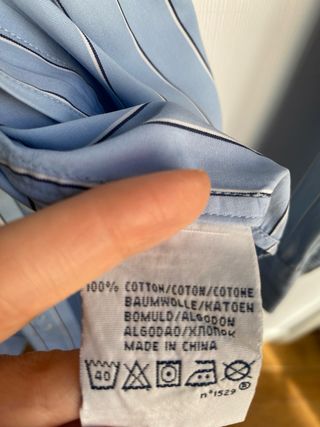 100% COTTON/COTON/COTONE
BAUMWOLLE/KATOEN
BOMULD/ALGODON
ALGODAO/ХЛОПОК
MADE IN CHINA
40
n°1529